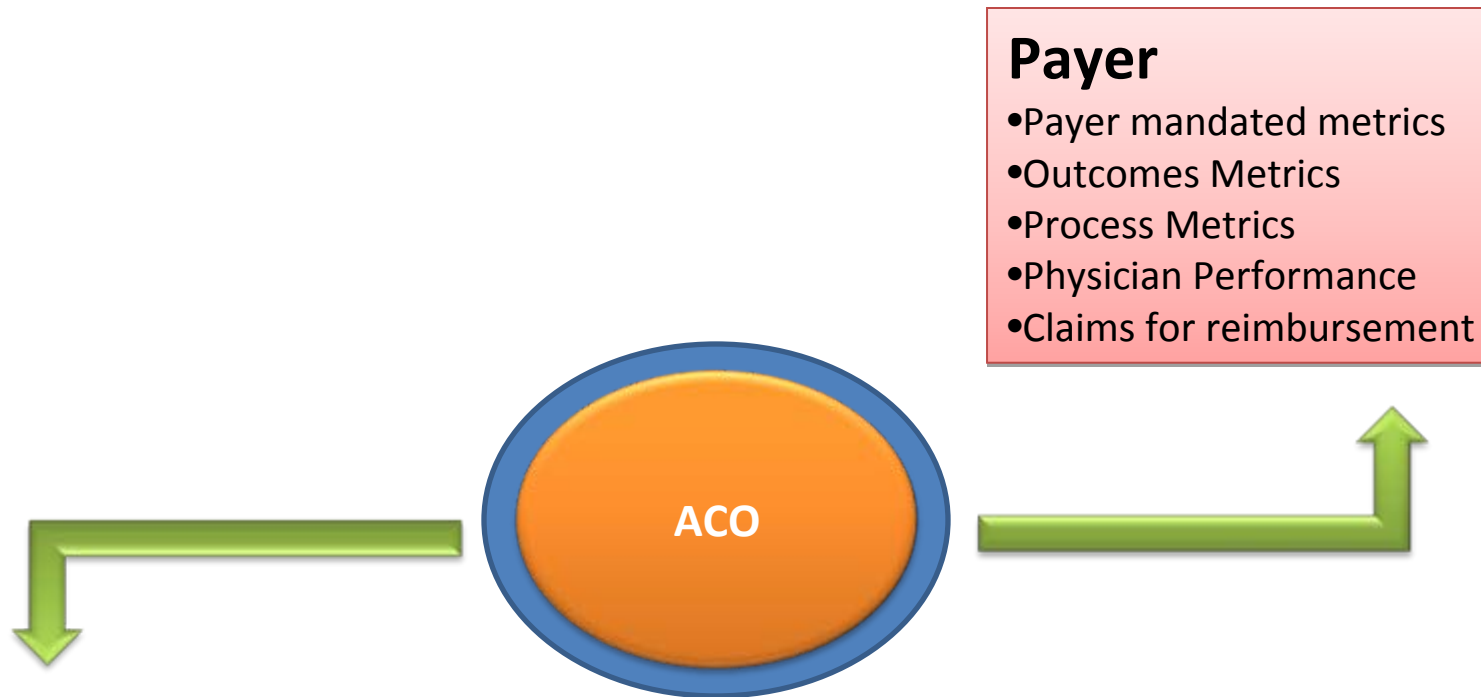 Payer
•Payer mandated metrics
•Outcomes Metrics
•Process Metrics
•Physician Performance
•Claims for reimbursement
ACO